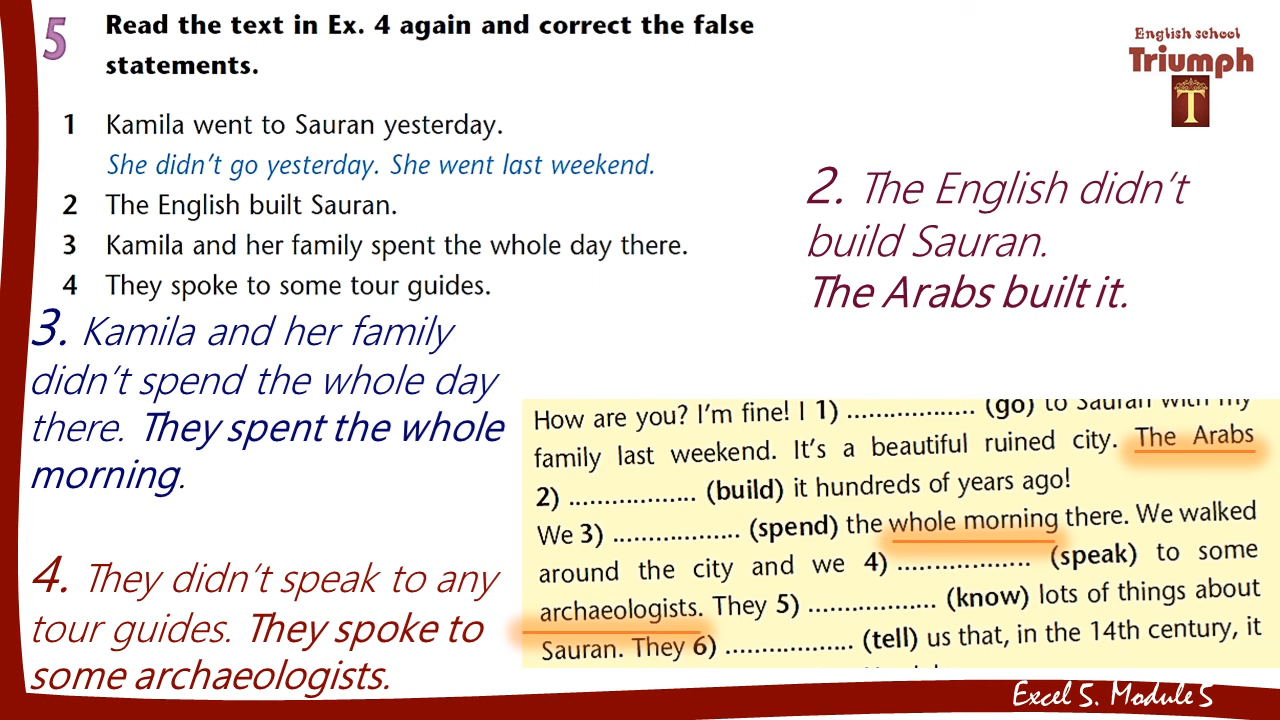 5 Read the text in Ex. 4 again and correct the false
statements.
English school
Triumph
T
1 Kamila went to Sauran yesterday.
She didn't go yesterday. She went last weekend.
2 The English built Sauran.
3 Kamila and her family spent the whole day there.
4 They spoke to some tour guides.
2. The English didn't
build Sauran.
The Arabs built it.
3. Kamila and her family
didn't spend the whole day
there. They spent the whole
morning.
4. They didn't speak to any
tour guides. They spoke to
some archaeologists.
How are you? I'm fine! I 1) .................. (go) to Sauran with my
family last weekend. It's a beautiful ruined city. The Arabs
2) .................. (build) it hundreds of years ago!
We 3) .................. (spend) the whole morning there. We walked
around the city and we 4) .................. (speak) to some
archaeologists. They 5) .................. (know) lots of things about
Sauran. They 6) .................. (tell) us that, in the 14th century, it
Excel 5. Module 5